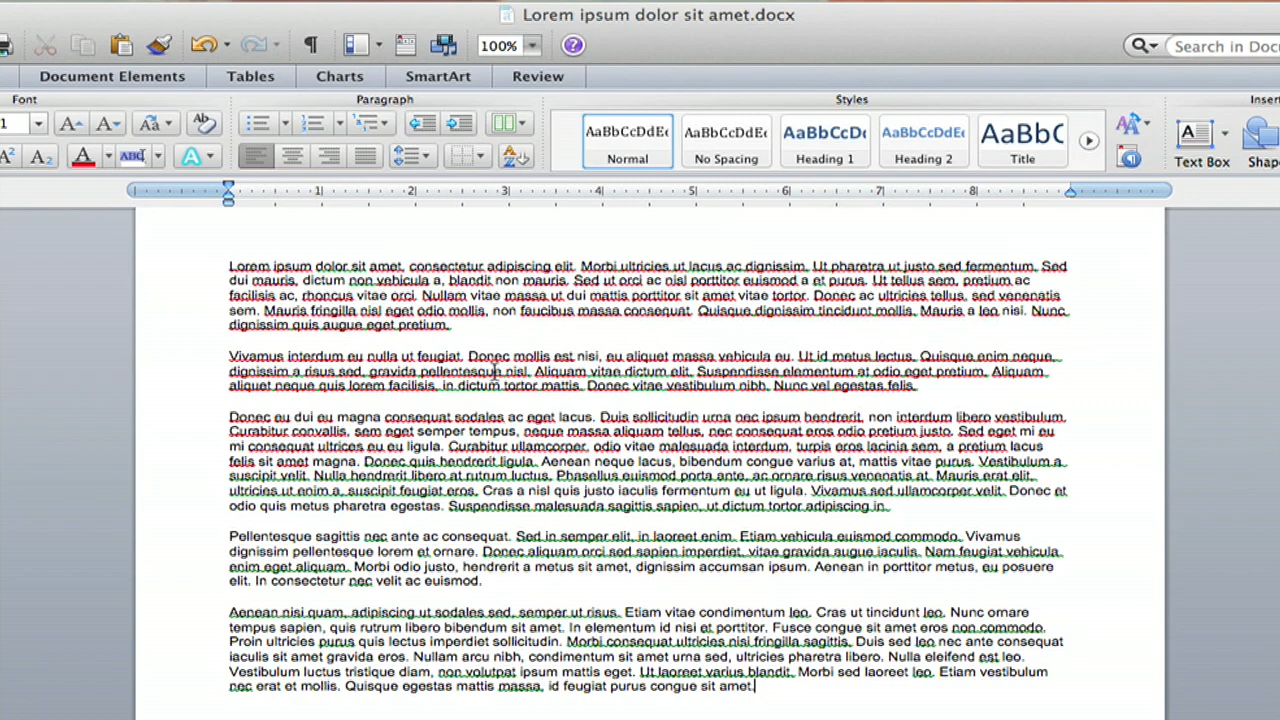 Lorem ipsum dolor sit amet.docx
100%
Search in Docu
Document Elements Tables Charts SmartArt Review
Font Paragraph Styles Inser
AaBbCcDdEe AaBbCcDdEe AaBbCcDc AaBbCcDdEe AaBbC
Normal No Spacing Heading 1 Heading 2 Title Text Box Shap
1 2 3 4 5 6 7 8
Lorem ipsum dolor sit amet, consectetur adipiscing elit. Morbi ultricies ut lacus ac dignissim. Ut pharetra ut justo sed fermentum. Sed
dui mauris, dictum non vehicula a, blandit non mauris. Sed ut orci ac nisl porttitor euismod a et purus. Ut tellus sem, pretium ac
facilisis ac, rhoncus vitae orci. Nullam vitae massa ut dui mattis porttitor sit amet vitae tortor. Donec ac ultricies tellus, sed venenatis
sem. Mauris fringilla nisl eget odio mollis, non faucibus massa consequat. Quisque dignissim tincidunt mollis. Mauris a leo nisi. Nunc
dignissim quis augue eget pretium.
Vivamus interdum eu nulla ut feugiat. Donec mollis est nisi, eu aliquet massa vehicula eu. Ut id metus lectus. Quisque enim neque,
dignissim a risus sed, gravida pellentesque nisl. Aliquam vitae dictum elit. Suspendisse elementum at odio eget pretium. Aliquam
aliquet neque quis lorem facilisis, in dictum tortor mattis. Donec vitae vestibulum nibh. Nunc vel egestas felis.
Donec eu dui eu magna consequat sodales ac eget lacus. Duis sollicitudin urna nec ipsum hendrerit, non interdum libero vestibulum.
Curabitur convallis, sem eget semper tempus, neque massa aliquam tellus, nec consequat eros odio pretium justo. Sed eget mi eu
mi consequat ultrices eu eu ligula. Curabitur ullamcorper, odio vitae malesuada interdum, turpis eros lacinia sem, a pretium lacus
felis sit amet magna. Donec quis hendrerit ligula. Aenean neque lacus, bibendum congue varius at, mattis vitae purus. Vestibulum a
suscipit velit. Nulla hendrerit libero at rutrum luctus. Phasellus euismod porta ante, ac ornare risus venenatis at. Mauris erat elit,
ultricies ut enim a, suscipit feugiat eros. Cras a nisl quis justo iaculis fermentum eu ut ligula. Vivamus sed ullamcorper velit. Donec et
odio quis metus pharetra egestas. Suspendisse malesuada sagittis sapien, ut dictum tortor adipiscing in.
Pellentesque sagittis nec ante ac consequat. Sed in semper elit, in laoreet enim. Etiam vehicula euismod commodo. Vivamus
dignissim pellentesque lorem et ornare. Donec aliquam orci sed sapien imperdiet, vitae gravida augue iaculis. Nam feugiat vehicula
enim eget aliquam. Morbi odio justo, hendrerit a metus sit amet, dignissim accumsan ipsum. Aenean in porttitor metus, eu posuere
elit. In consectetur nec velit ac euismod.
Aenean nisi quam, adipiscing ut sodales sed, semper ut risus. Etiam vitae condimentum leo. Cras ut tincidunt leo. Nunc ornare
tempus sapien, quis rutrum libero bibendum sit amet. In elementum id nisi et porttitor. Fusce congue sit amet eros non commodo.
Proin ultricies purus quis lectus imperdiet sollicitudin. Morbi consequat ultricies nisi fringilla sagittis. Duis sed leo nec ante consequat
iaculis sit amet gravida eros. Nullam arcu nibh, condimentum sit amet urna sed, ultricies pharetra libero. Nulla eleifend est leo.
Vestibulum luctus tristique diam, non volutpat ipsum mattis eget. Ut laoreet varius blandit. Morbi sed laoreet leo. Etiam vestibulum
nec erat et mollis. Quisque egestas mattis massa, id feugiat purus congue sit amet.